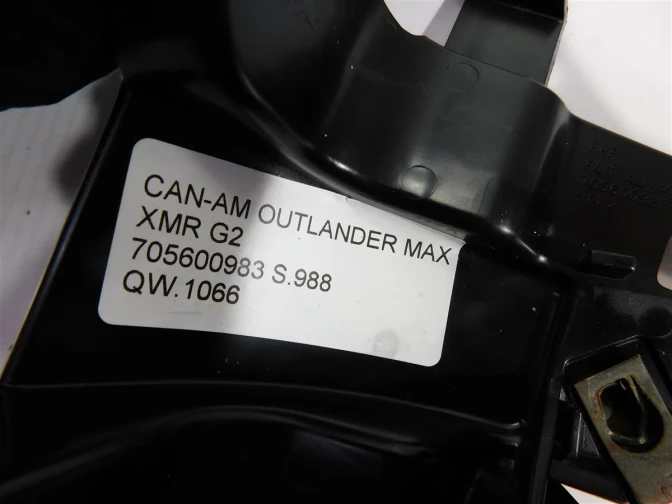 CAN-AM OUTLANDER MAX
XMR G2
705600983 S.988
QW.1066